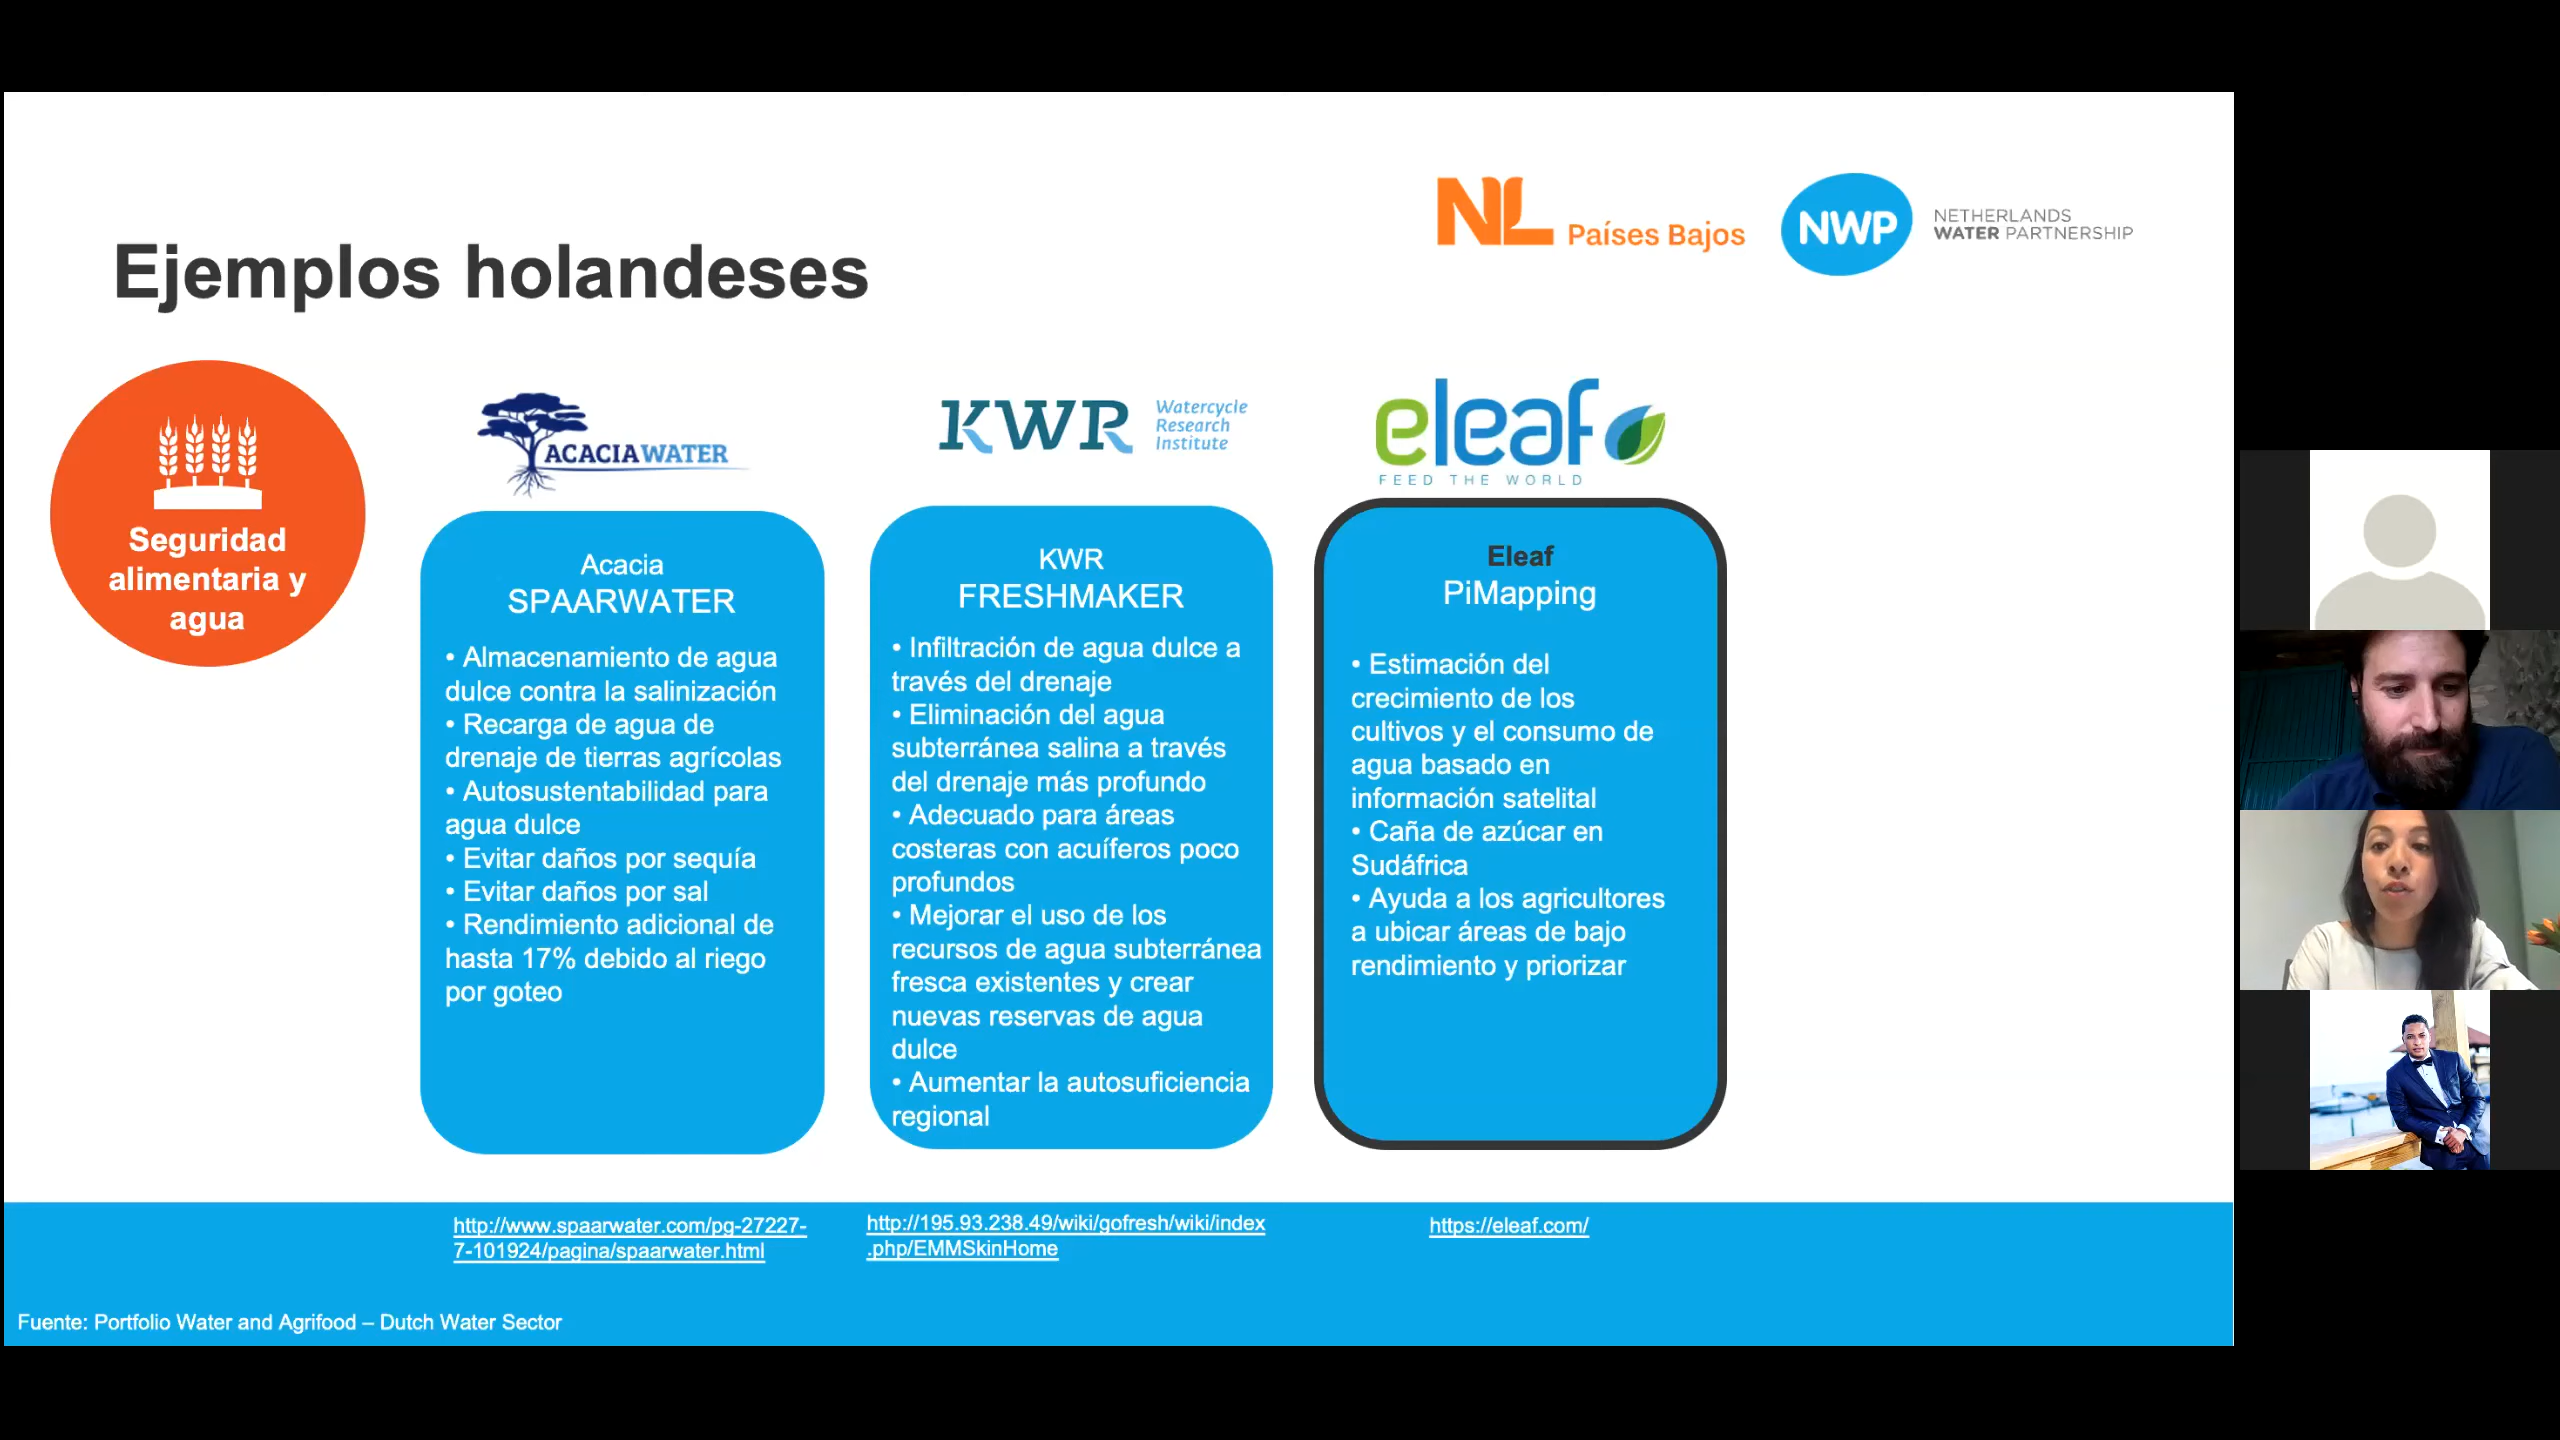 NL Países Bajos
NWP
NETHERLANDS
WATER PARTNERSHIP
Ejemplos holandeses
Seguridad
alimentaria y
agua
ACACIAWATER
KWR
Watercycle
Research
Institute
eleaf
FEED THE WORLD
Acacia
SPAARWATER
• Almacenamiento de agua
dulce contra la salinización
• Recarga de agua de
drenaje de tierras agrícolas
• Autosustentabilidad para
agua dulce
• Evitar daños por sequía
• Evitar daños por sal
• Rendimiento adicional de
hasta 17% debido al riego
por goteo
KWR
FRESHMAKER
• Infiltración de agua dulce a
través del drenaje
• Eliminación del agua
subterránea salina a través
del drenaje más profundo
• Adecuado para áreas
costeras con acuíferos poco
profundos
• Mejorar el uso de los
recursos de agua subterránea
fresca existentes y crear
nuevas reservas de agua
dulce
• Aumentar la autosuficiencia
regional
Eleaf
PiMapping
• Estimación del
crecimiento de los
cultivos y el consumo de
agua basado en
información satelital
• Caña de azúcar en
Sudáfrica
• Ayuda a los agricultores
a ubicar áreas de bajo
rendimiento y priorizar
http://www.spaarwater.com/pg-27227-
7-101924/pagina/spaarwater.html
http://195.93.238.49/wiki/gofresh/wiki/index
.php/EMMSkinHome
https://eleaf.com/
Fuente: Portfolio Water and Agrifood – Dutch Water Sector